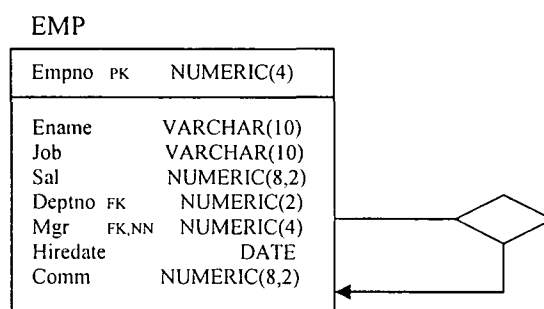 EMP
Empno PK NUMERIC(4)
Ename VARCHAR(10)
Job VARCHAR(10)
Sal NUMERIC(8,2)
Deptno FK NUMERIC(2)
Mgr FK,NN NUMERIC(4)
Hiredate DATE
Comm NUMERIC(8,2)